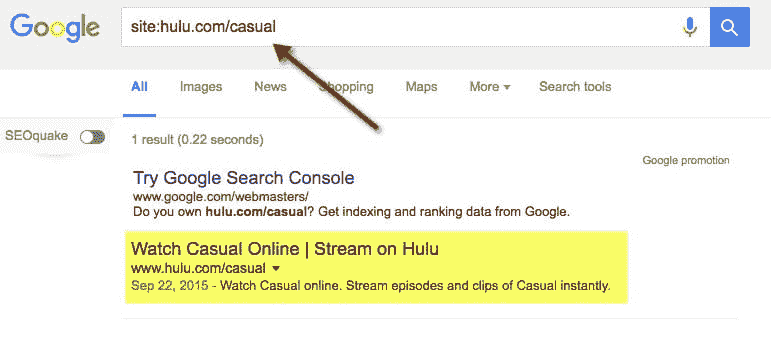 Google site:hulu.com/casual
All Images News Shopping Maps More Search tools
SEOquake
1 result (0.22 seconds)
Google promotion
Try Google Search Console
www.google.com/webmasters/
Do you own hulu.com/casual? Get indexing and ranking data from Google.
Watch Casual Online | Stream on Hulu
www.hulu.com/casual
Sep 22, 2015 - Watch Casual online. Stream episodes and clips of Casual instantly.